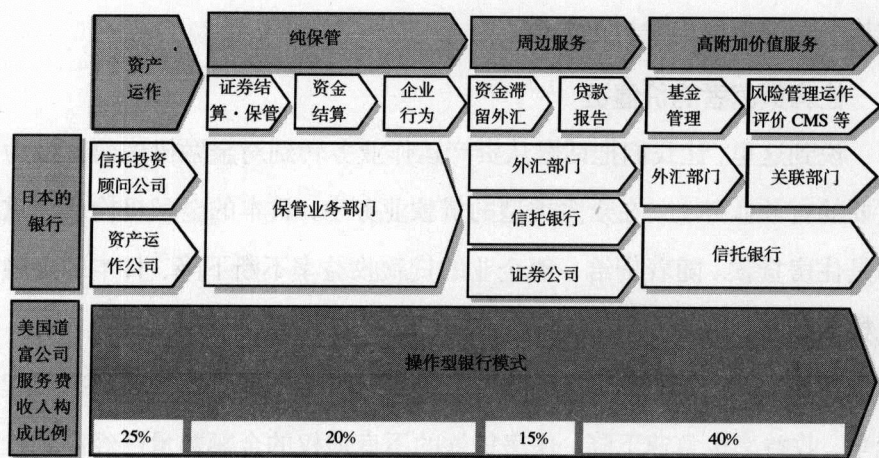 资产
运作
纯保管
周边服务
高附加价值服务
证券结
算·保管
资金
结算
企业
行为
资金滞
留外汇
贷款
报告
基金
管理
风险管理运作
评价 CMS 等
日本的
银行
信托投资
顾问公司
资产运
作公司
保管业务部门
外汇部门
信托银行
证券公司
外汇部门
关联部门
信托银行
美国道
富公司
服务费
收入构
成比例
操作型银行模式
25%
20%
15%
40%